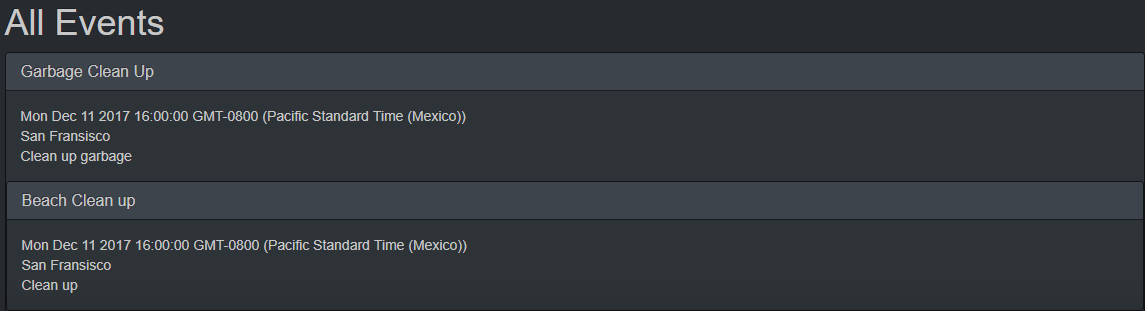 All Events
Garbage Clean Up
Mon Dec 11 2017 16:00:00 GMT-0800 (Pacific Standard Time (Mexico))
San Fransisco
Clean up garbage
Beach Clean up
Mon Dec 11 2017 16:00:00 GMT-0800 (Pacific Standard Time (Mexico))
San Fransisco
Clean up